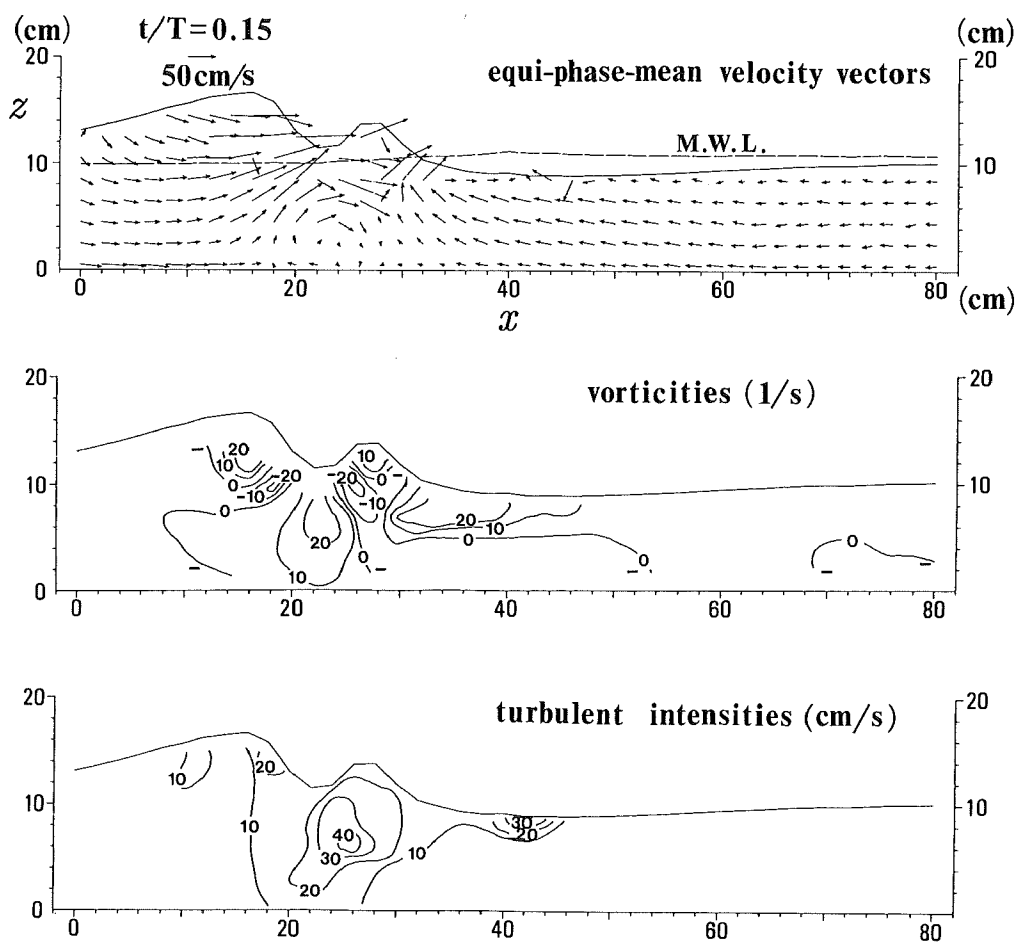 (cm) t/T=0.15 (cm)
50cm/s
equi-phase-mean velocity vectors
z
M.W.L.
20 10 0
20 10
0 20 40 60 80
x
(cm)
vorticities (1/s)
20 10 0
20 10
– 20 10 0 -10 -20 0
10 0 – -20 -10
20 10 0 –
20 10 0
– 0 0 – –
10
0 20 40 60 80
turbulent intensities (cm/s)
20 10 0
20 10
10 20 10
40 30 20 10
30 20
0 20 40 60 80